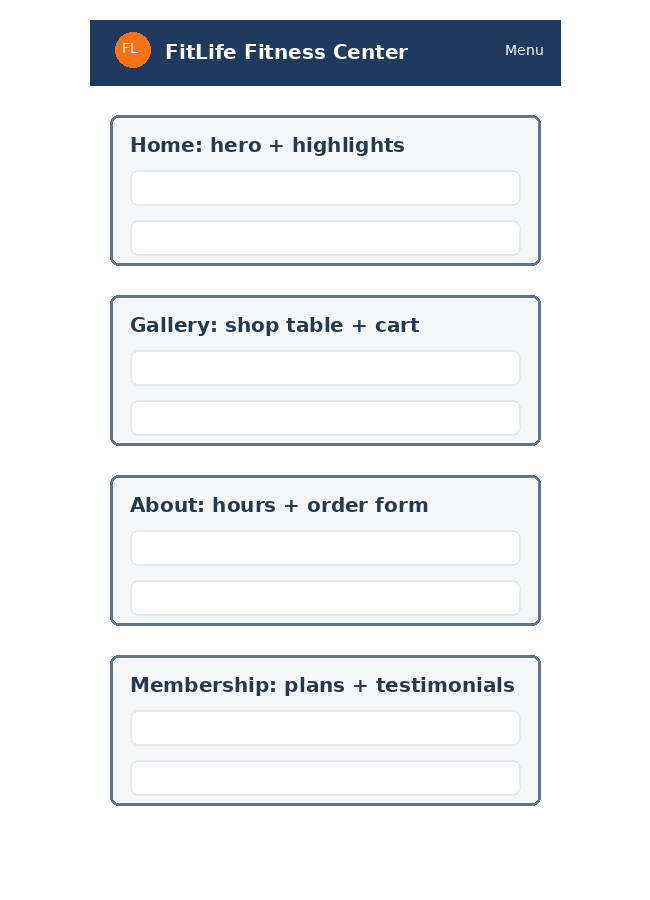 FL
FitLife Fitness Center
Menu
Home: hero + highlights
Gallery: shop table + cart
About: hours + order form
Membership: plans + testimonials